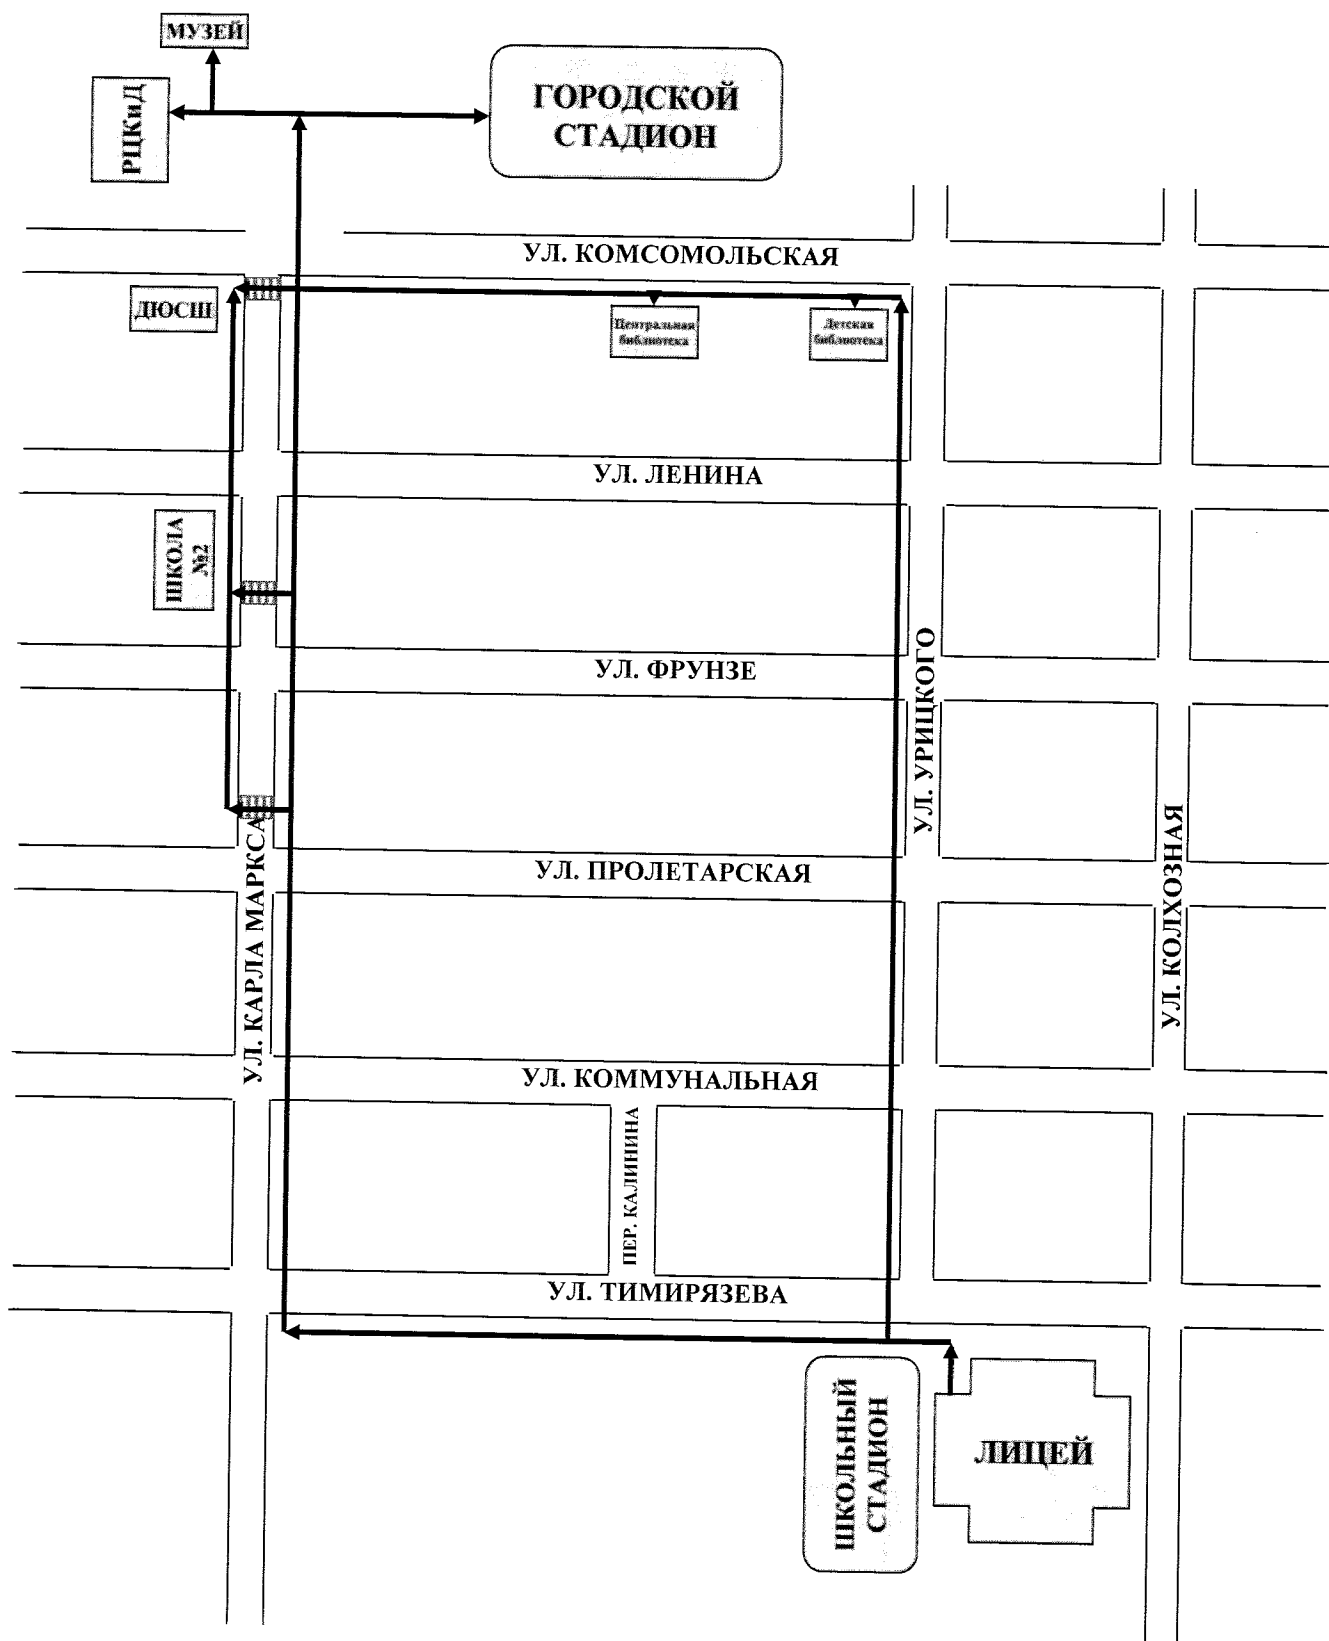 МУЗЕЙ
РЦКиД
ГОРОДСКОЙ
СТАДИОН
УЛ. КОМСОМОЛЬСКАЯ
ДЮСШ
Центральная
библиотека
Детская
библиотека
УЛ. ЛЕНИНА
ШКОЛА
№2
УЛ. ФРУНЗЕ
УЛ. УРИЦКОГО
УЛ. КАРЛА МАРКСА
УЛ. ПРОЛЕТАРСКАЯ
УЛ. КОЛХОЗНАЯ
УЛ. КОММУНАЛЬНАЯ
ПЕР. КАЛИНИНА
УЛ. ТИМИРЯЗЕВА
ШКОЛЬНЫЙ
СТАДИОН
ЛИЦЕЙ